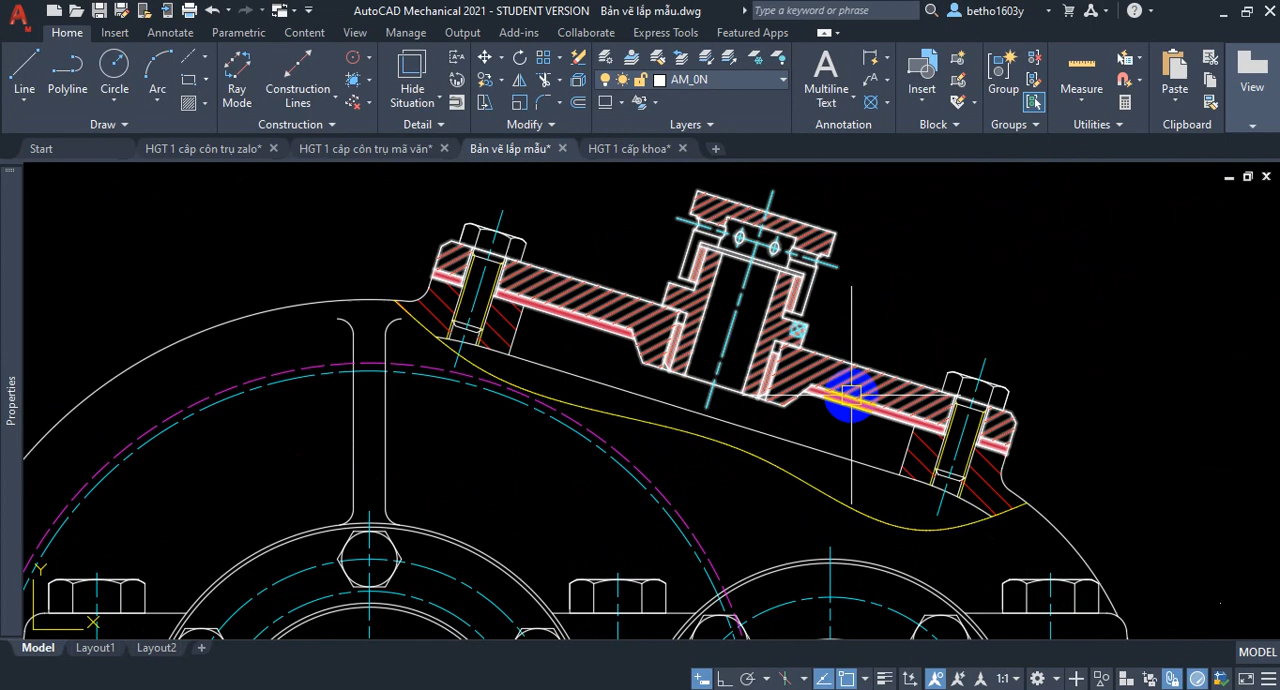 AutoCAD Mechanical 2021 - STUDENT VERSION Bản vẽ lắp mẫu.dwg Type a keyword or phrase betho1603y
Home Insert Annotate Parametric Content View Manage Output Add-ins Collaborate Express Tools Featured Apps
Line Polyline Circle Arc Ray Mode Construction Lines Hide Situation AM_0N Multiline Text Insert Group Measure Paste View
Draw Construction Detail Modify Layers Annotation Block Groups Utilities Clipboard
Start HGT 1 câp côn trụ zalo* HGT 1 câp côn trụ mã văn* Bản vẽ lắp mẫu* HGT 1 cấp khoa*
Properties
Y
X
Model Layout1 Layout2
MODEL
1:1